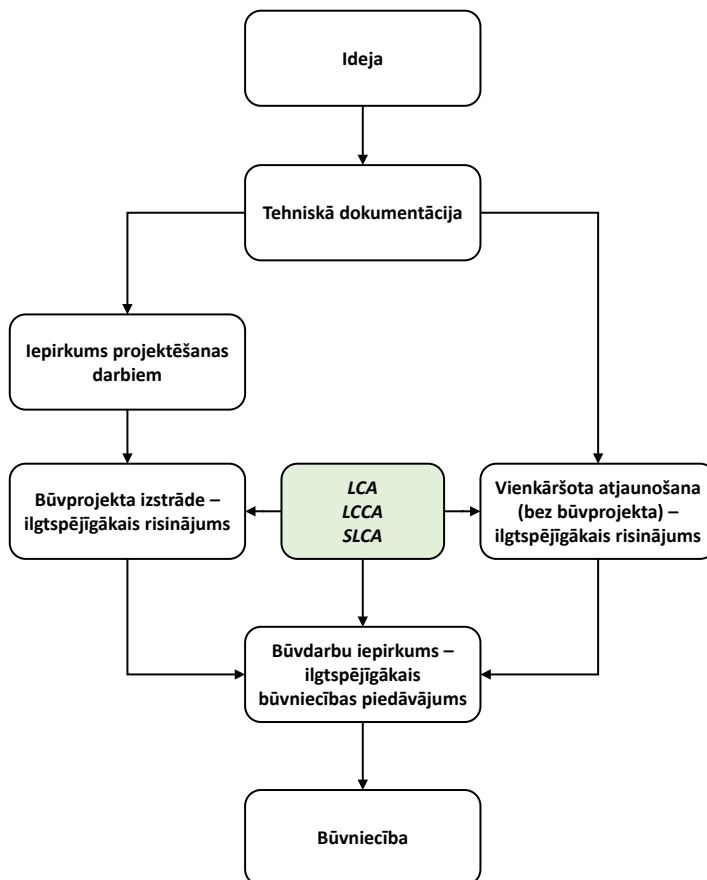 Ideja
Tehniskā dokumentācija
Iepirkums projektēšanas
darbiem
Būvprojekta izstrāde –
ilgtspējīgākais risinājums
LCA
LCCA
SLCA
Vienkāršota atjaunošana
(bez būvprojekta) –
ilgtspējīgākais risinājums
Būvdarbu iepirkums –
ilgtspējīgākais
būvniecības piedāvājums
Būvniecība